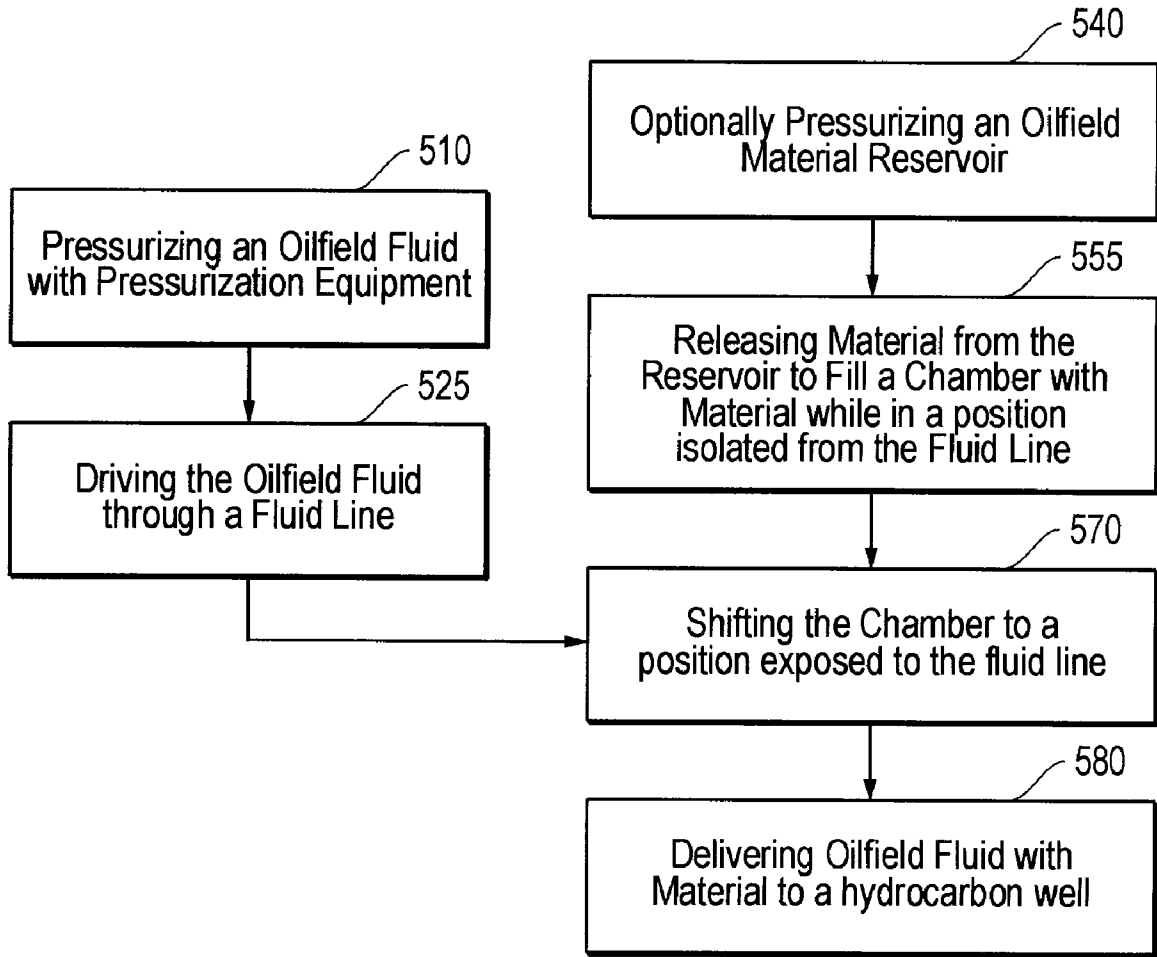 510
Pressurizing an Oilfield Fluid
with Pressurization Equipment
525
Driving the Oilfield Fluid
through a Fluid Line
540
Optionally Pressurizing an Oilfield
Material Reservoir
555
Releasing Material from the
Reservoir to Fill a Chamber with
Material while in a position
isolated from the Fluid Line
570
Shifting the Chamber to a
position exposed to the fluid line
580
Delivering Oilfield Fluid with
Material to a hydrocarbon well